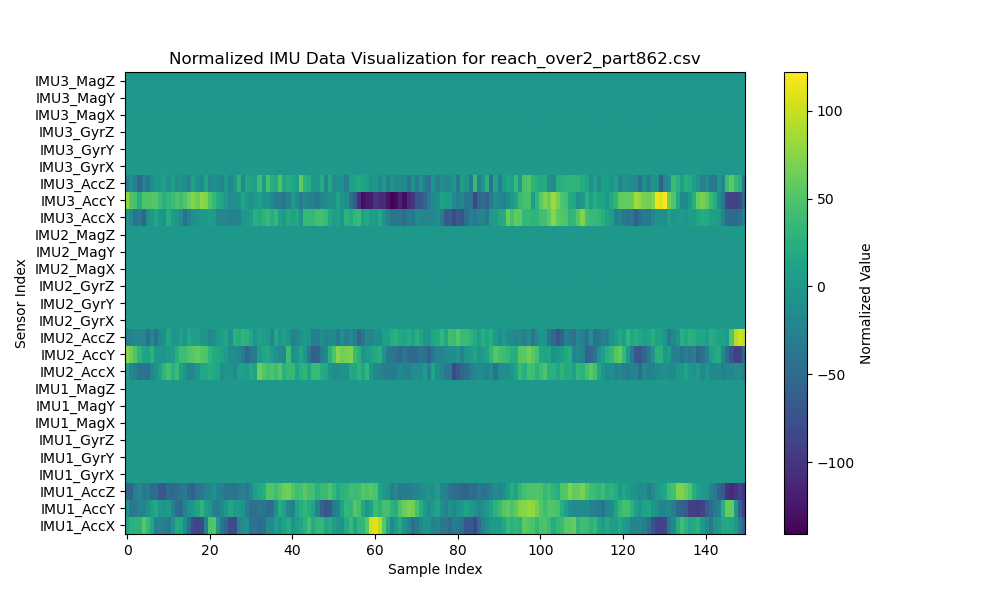 Normalized IMU Data Visualization for reach_over2_part862.csv
IMU3_MagZ
IMU3_MagY
IMU3_MagX
IMU3_GyrZ
IMU3_GyrY
IMU3_GyrX
IMU3_AccZ
IMU3_AccY
IMU3_AccX
IMU2_MagZ
IMU2_MagY
IMU2_MagX
IMU2_GyrZ
IMU2_GyrY
IMU2_GyrX
IMU2_AccZ
IMU2_AccY
IMU2_AccX
IMU1_MagZ
IMU1_MagY
IMU1_MagX
IMU1_GyrZ
IMU1_GyrY
IMU1_GyrX
IMU1_AccZ
IMU1_AccY
IMU1_AccX
Sensor Index
0 20 40 60 80 100 120 140
Sample Index
100
50
0
−50
−100
Normalized Value